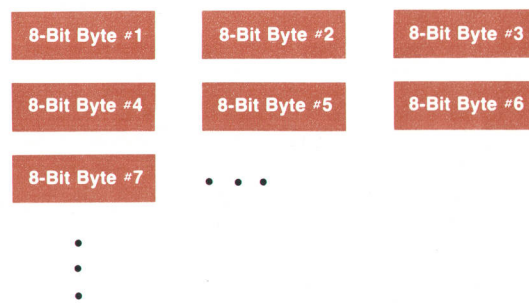 8-Bit Byte #1 8-Bit Byte #2 8-Bit Byte #3
8-Bit Byte #4 8-Bit Byte #5 8-Bit Byte #6
8-Bit Byte #7 • • •
•
•
•